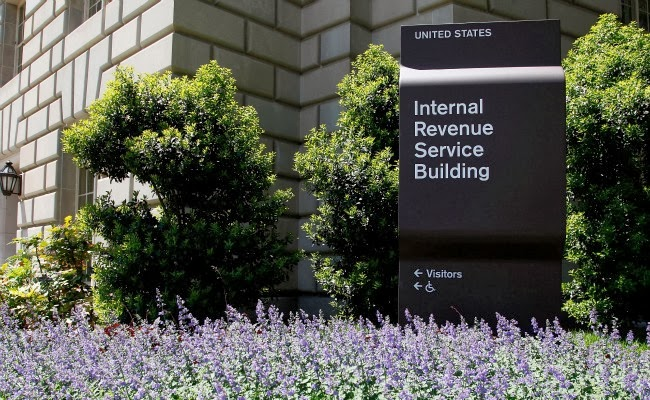 UNITED STATES
Internal
Revenue
Service
Building
← Visitors
←